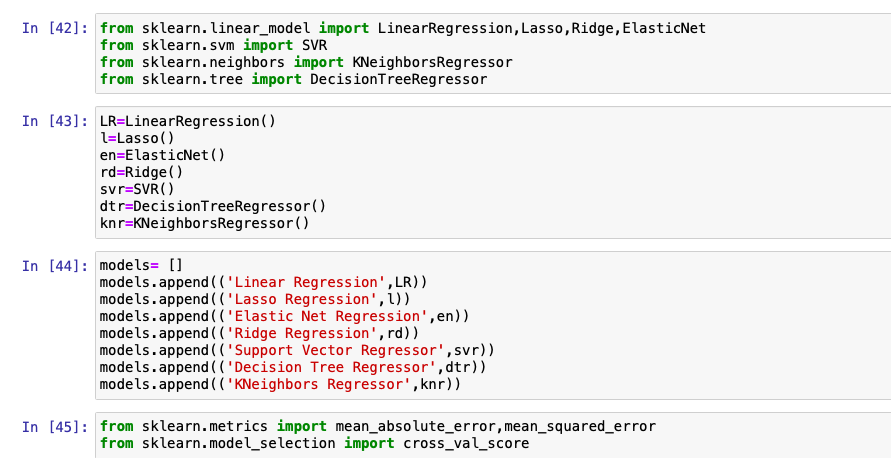 In [42]: from sklearn.linear_model import LinearRegression,Lasso,Ridge,ElasticNet
from sklearn.svm import SVR
from sklearn.neighbors import KNeighborsRegressor
from sklearn.tree import DecisionTreeRegressor
In [43]: LR=LinearRegression()
l=Lasso()
en=ElasticNet()
rd=Ridge()
svr=SVR()
dtr=DecisionTreeRegressor()
knr=KNeighborsRegressor()
In [44]: models= []
models.append(('Linear Regression',LR))
models.append(('Lasso Regression',l))
models.append(('Elastic Net Regression',en))
models.append(('Ridge Regression',rd))
models.append(('Support Vector Regressor',svr))
models.append(('Decision Tree Regressor',dtr))
models.append(('KNeighbors Regressor',knr))
In [45]: from sklearn.metrics import mean_absolute_error,mean_squared_error
from sklearn.model_selection import cross_val_score